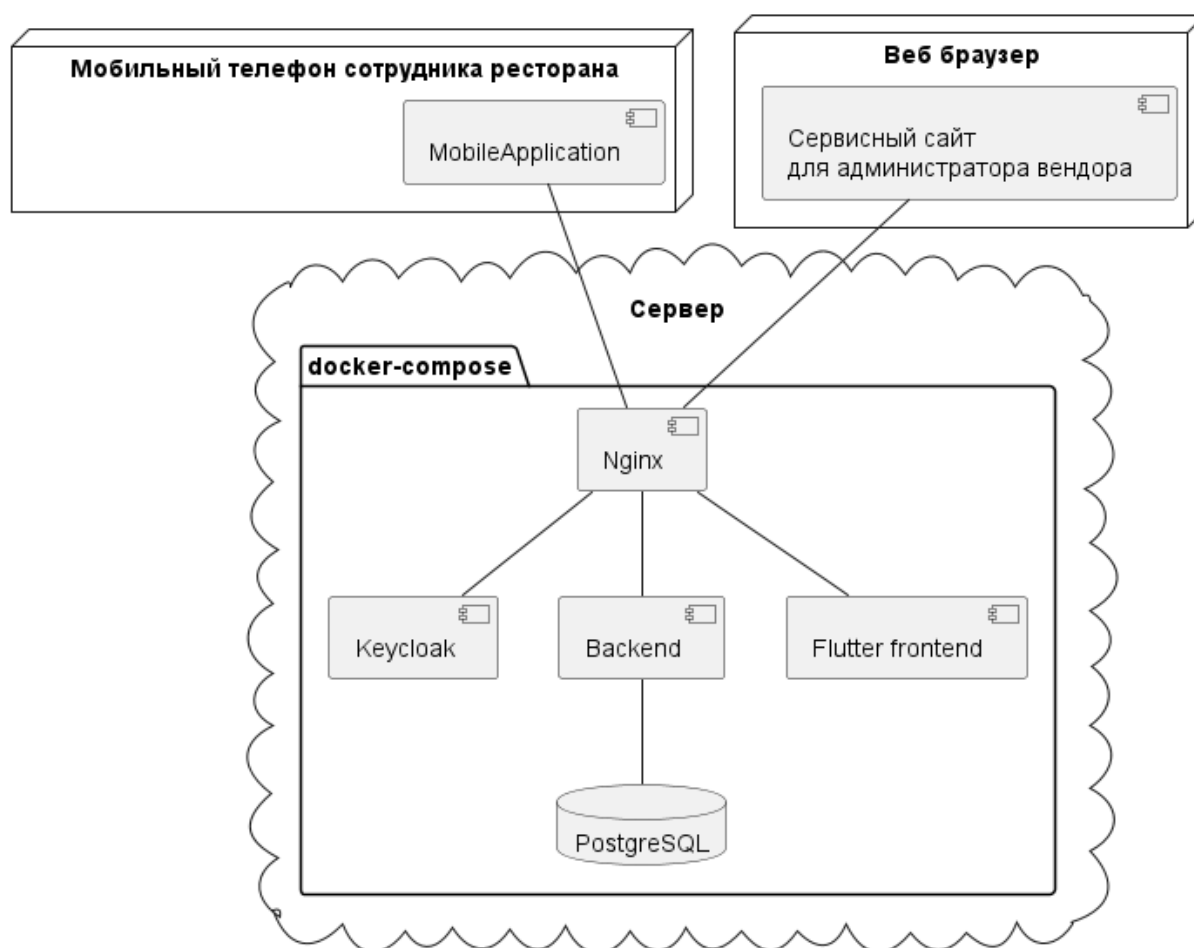 Мобильный телефон сотрудника ресторана
MobileApplication
Веб браузер
Сервисный сайт
для администратора вендора
Сервер
docker-compose
Nginx
Keycloak
Backend
Flutter frontend
PostgreSQL